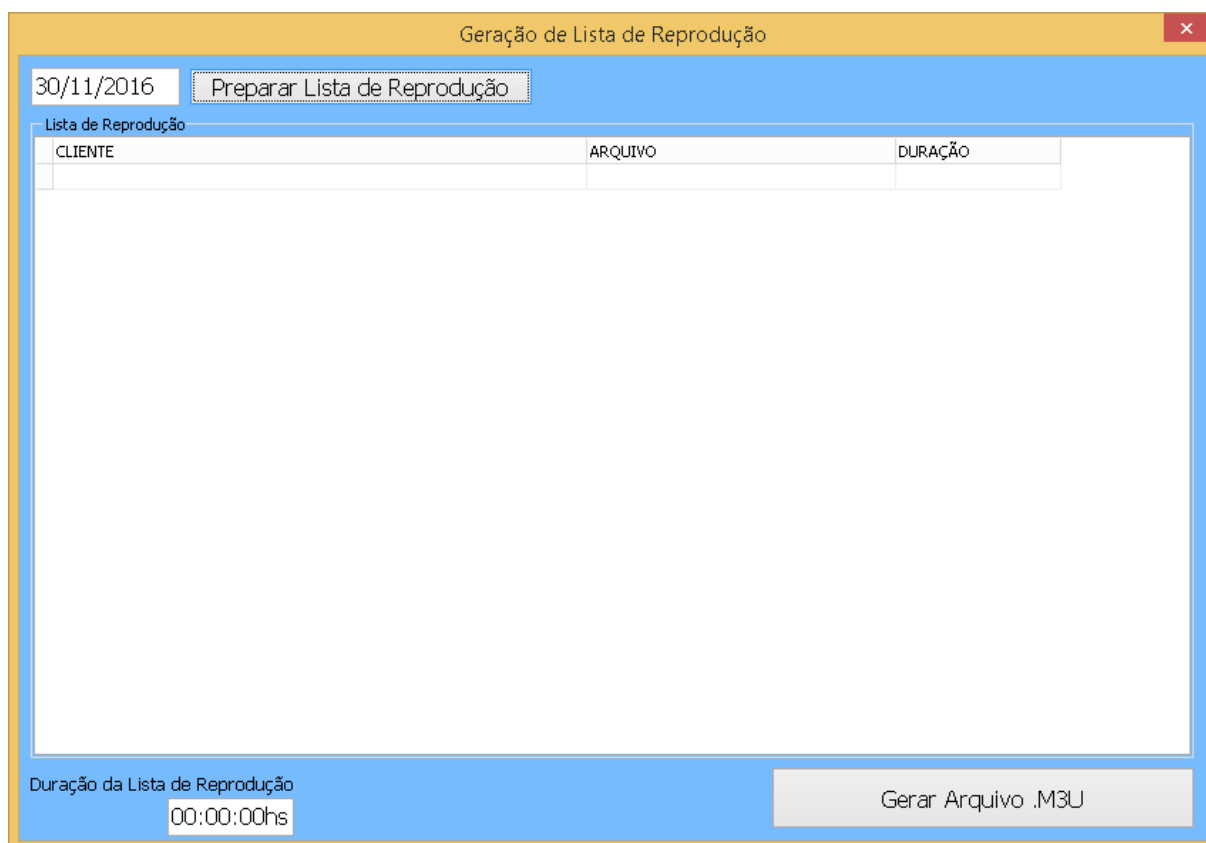 Geração de Lista de Reprodução
30/11/2016 Preparar Lista de Reprodução
Lista de Reprodução
CLIENTE ARQUIVO DURAÇÃO
Duração da Lista de Reprodução
00:00:00hs
Gerar Arquivo .M3U